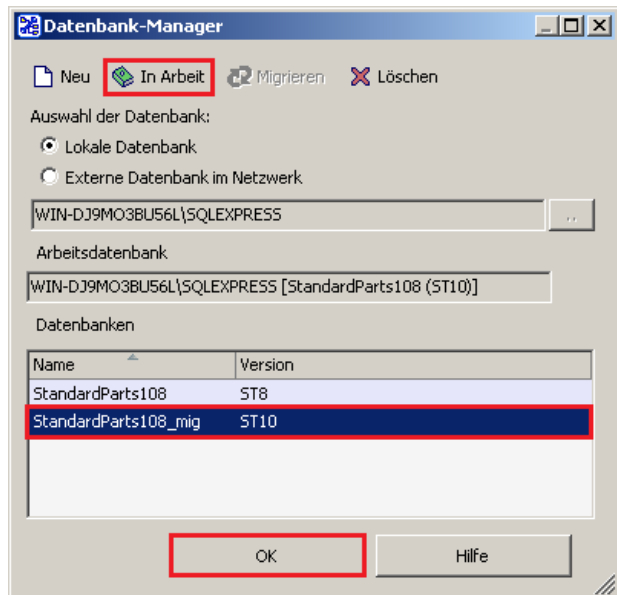 Datenbank-Manager
Neu In Arbeit Migrieren Löschen
Auswahl der Datenbank:
Lokale Datenbank
Externe Datenbank im Netzwerk
WIN-DJ9MO3BU56L\SQLEXPRESS ..
Arbeitsdatenbank
WIN-DJ9MO3BU56L\SQLEXPRESS [StandardParts108 (ST10)]
Datenbanken
Name Version
StandardParts108 ST8
StandardParts108_mig ST10
OK Hilfe